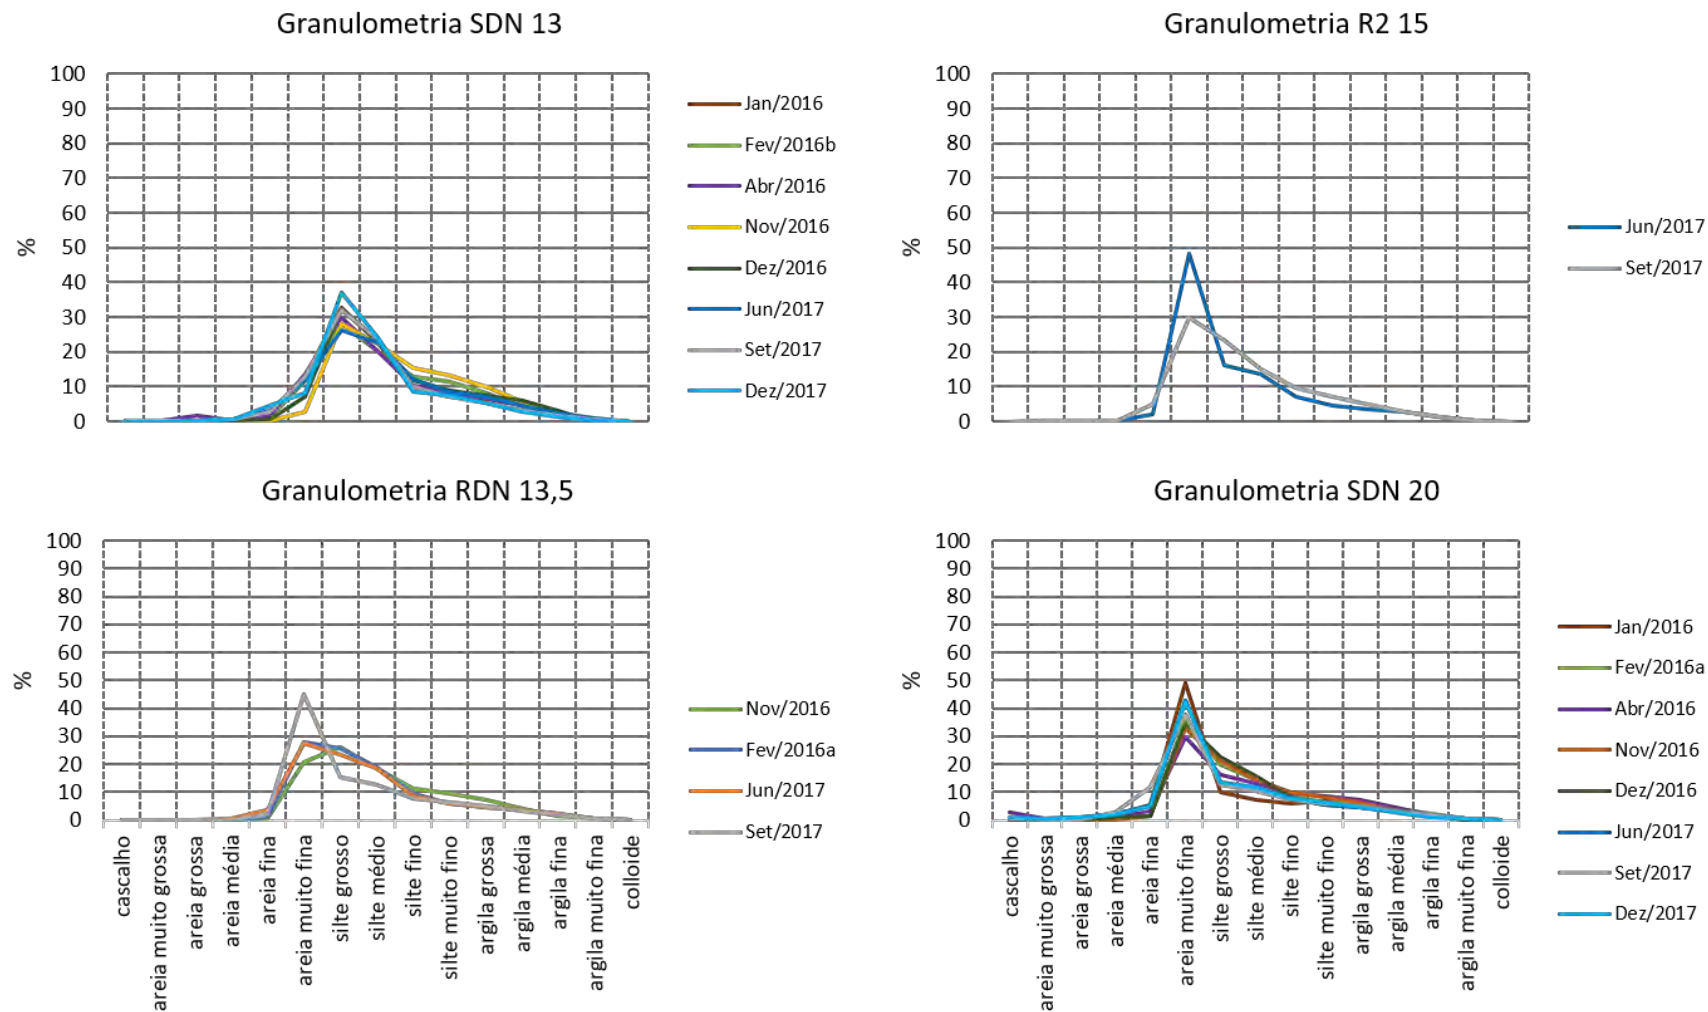 Granulometria SDN 13
100
90
80
70
60
50
40
30
20
10
0
%
Jan/2016
Fev/2016b
Abr/2016
Nov/2016
Dez/2016
Jun/2017
Set/2017
Dez/2017
Granulometria R2 15
100
90
80
70
60
50
40
30
20
10
0
%
Jun/2017
Set/2017
Granulometria RDN 13,5
100
90
80
70
60
50
40
30
20
10
0
%
cascalho
areia muito grossa
areia grossa
areia média
areia fina
areia muito fina
silte grosso
silte médio
silte fino
silte muito fino
argila grossa
argila média
argila fina
argila muito fina
colloide
Nov/2016
Fev/2016a
Jun/2017
Set/2017
Granulometria SDN 20
100
90
80
70
60
50
40
30
20
10
0
%
cascalho
areia muito grossa
areia grossa
areia média
areia fina
areia muito fina
silte grosso
silte médio
silte fino
silte muito fino
argila grossa
argila média
argila fina
argila muito fina
colloide
Jan/2016
Fev/2016a
Abr/2016
Nov/2016
Dez/2016
Jun/2017
Set/2017
Dez/2017